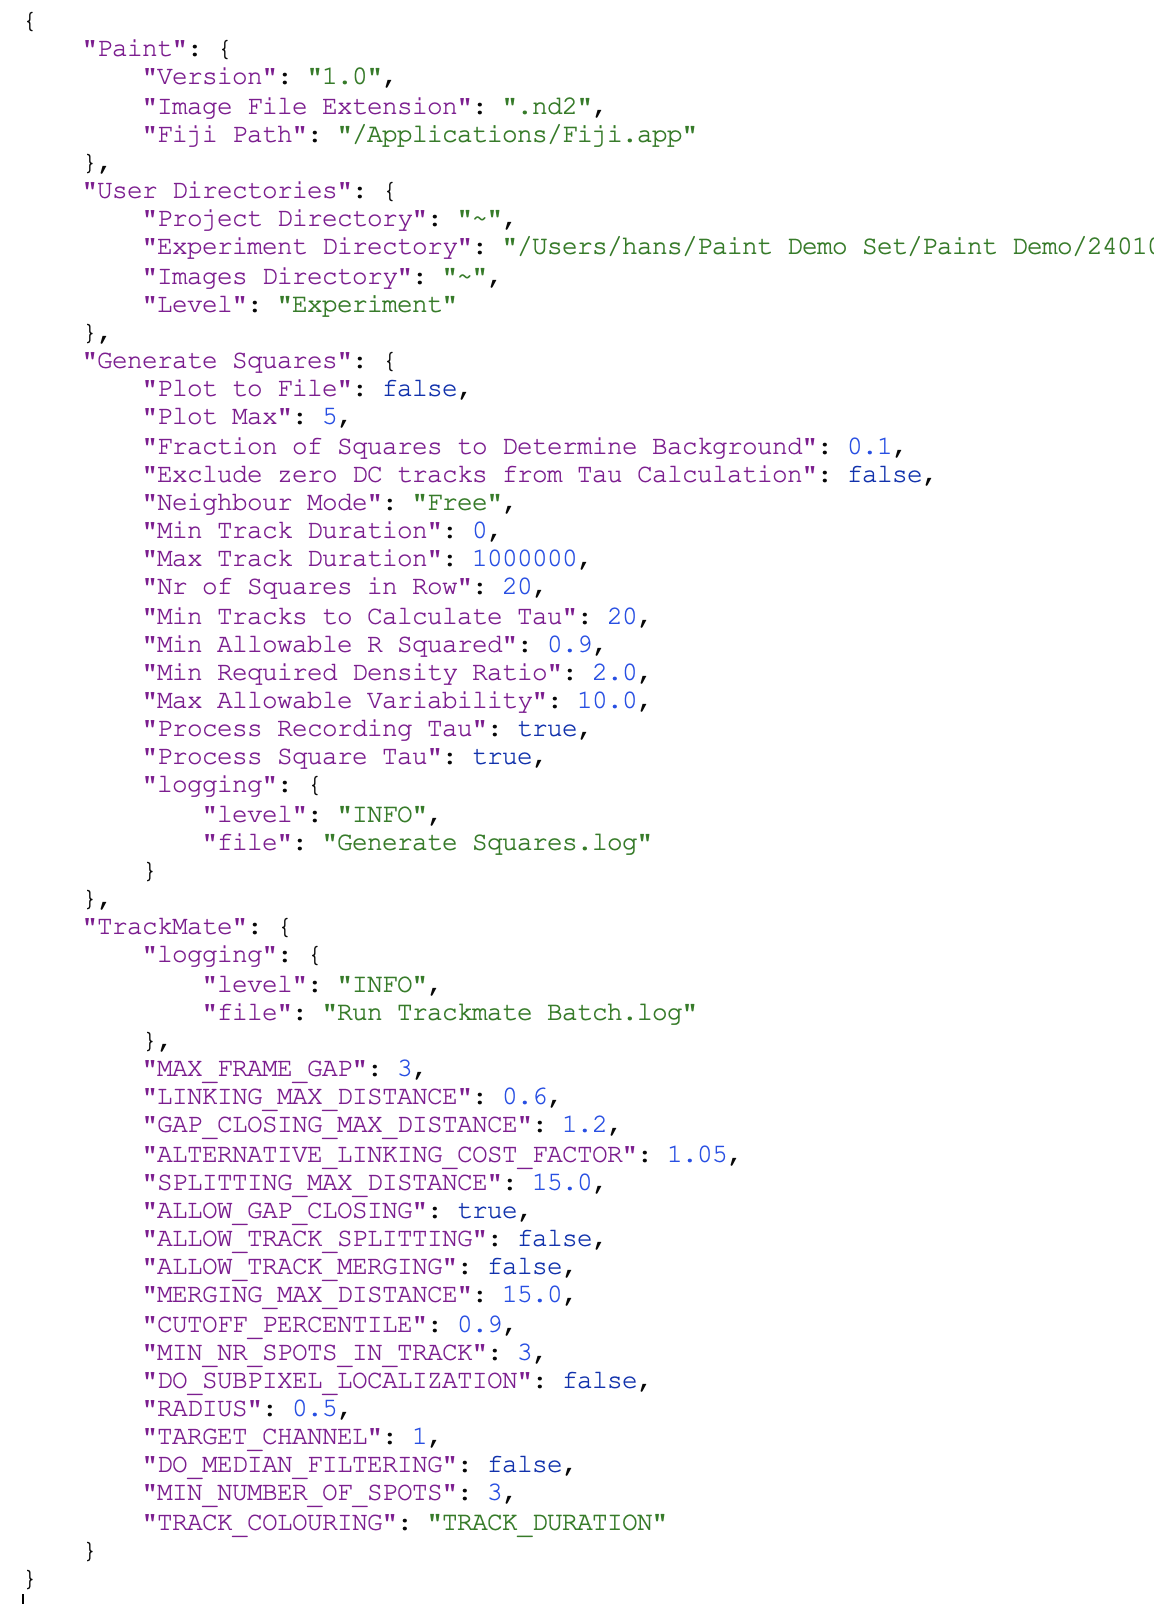 {
    "Paint": {
        "Version": "1.0",
        "Image File Extension": ".nd2",
        "Fiji Path": "/Applications/Fiji.app"
    },
    "User Directories": {
        "Project Directory": "~",
        "Experiment Directory": "/Users/hans/Paint Demo Set/Paint Demo/24010
        "Images Directory": "~",
        "Level": "Experiment"
    },
    "Generate Squares": {
        "Plot to File": false,
        "Plot Max": 5,
        "Fraction of Squares to Determine Background": 0.1,
        "Exclude zero DC tracks from Tau Calculation": false,
        "Neighbour Mode": "Free",
        "Min Track Duration": 0,
        "Max Track Duration": 1000000,
        "Nr of Squares in Row": 20,
        "Min Tracks to Calculate Tau": 20,
        "Min Allowable R Squared": 0.9,
        "Min Required Density Ratio": 2.0,
        "Max Allowable Variability": 10.0,
        "Process Recording Tau": true,
        "Process Square Tau": true,
        "logging": {
            "level": "INFO",
            "file": "Generate Squares.log"
        }
    },
    "TrackMate": {
        "logging": {
            "level": "INFO",
            "file": "Run Trackmate Batch.log"
        },
        "MAX_FRAME_GAP": 3,
        "LINKING_MAX_DISTANCE": 0.6,
        "GAP_CLOSING_MAX_DISTANCE": 1.2,
        "ALTERNATIVE_LINKING_COST_FACTOR": 1.05,
        "SPLITTING_MAX_DISTANCE": 15.0,
        "ALLOW_GAP_CLOSING": true,
        "ALLOW_TRACK_SPLITTING": false,
        "ALLOW_TRACK_MERGING": false,
        "MERGING_MAX_DISTANCE": 15.0,
        "CUTOFF_PERCENTILE": 0.9,
        "MIN_NR_SPOTS_IN_TRACK": 3,
        "DO_SUBPIXEL_LOCALIZATION": false,
        "RADIUS": 0.5,
        "TARGET_CHANNEL": 1,
        "DO_MEDIAN_FILTERING": false,
        "MIN_NUMBER_OF_SPOTS": 3,
        "TRACK_COLOURING": "TRACK_DURATION"
    }
}